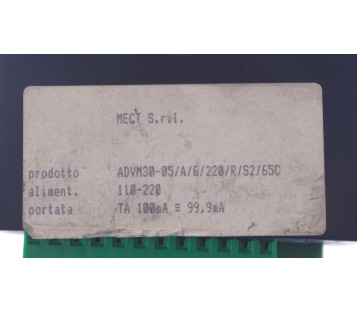 MECT S.r.l.
prodotto ADVM30-05/A/6/220/R/S2/65C
aliment. 110-220
portata TA 100mA = 99.9mA